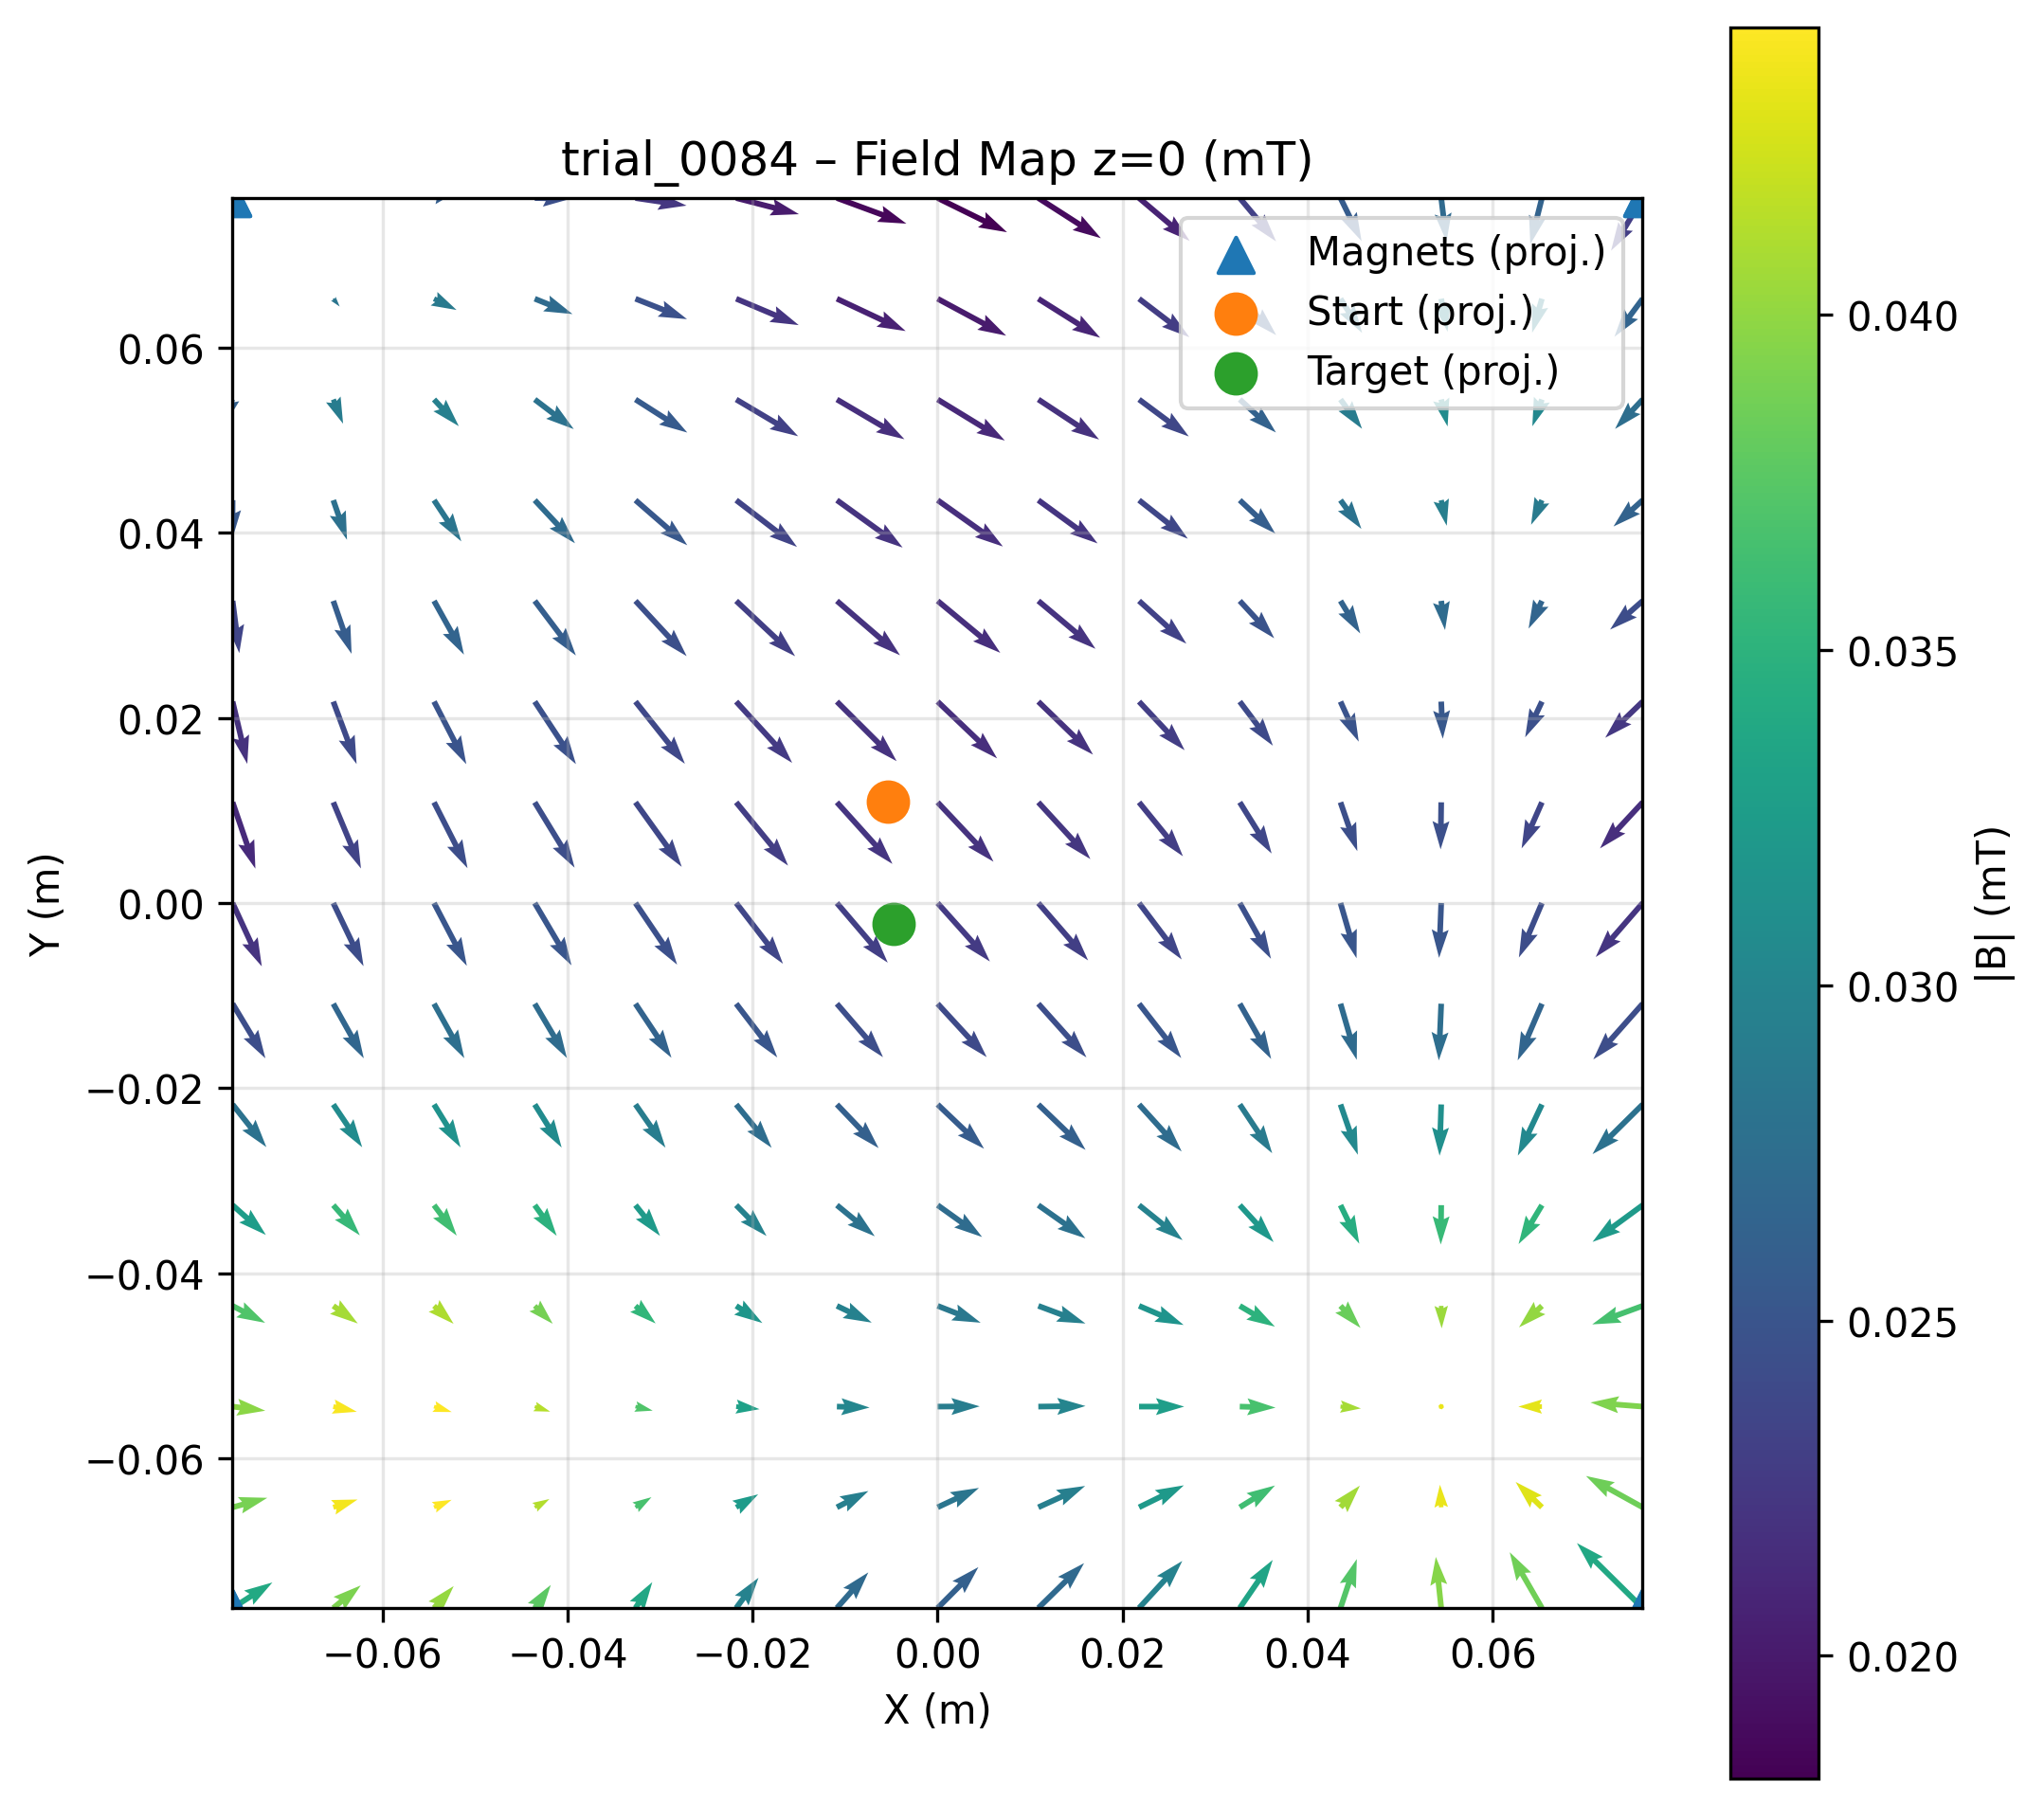 trial_0084 – Field Map z=0 (mT)
Magnets (proj.)
Start (proj.)
Target (proj.)
0.06
0.04
0.02
0.00
−0.02
−0.04
−0.06
Y (m)
−0.06 −0.04 −0.02 0.00 0.02 0.04 0.06
X (m)
0.040
0.035
0.030
0.025
0.020
|B| (mT)